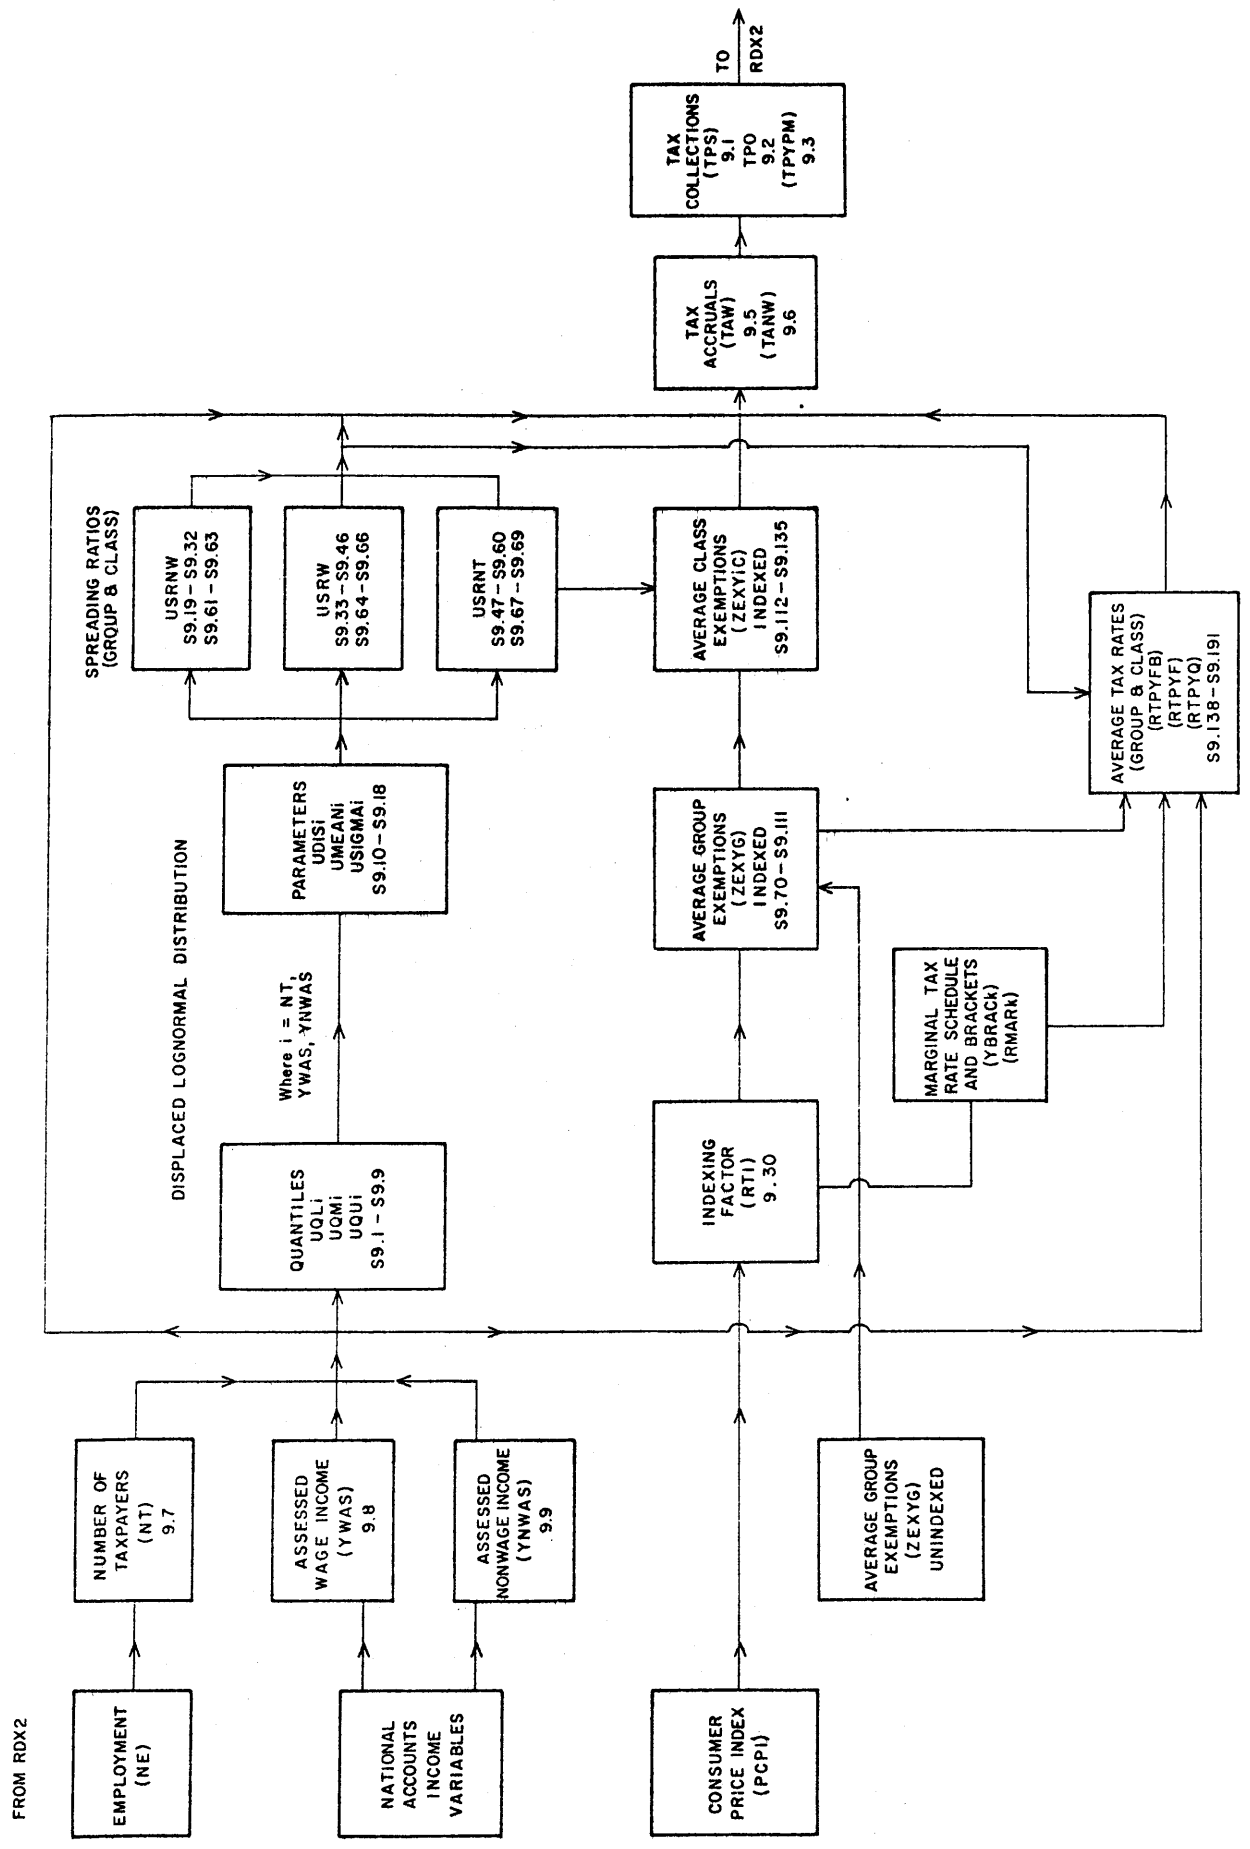 FROM RDX2
EMPLOYMENT
(NE)
NATIONAL
ACCOUNTS
INCOME
VARIABLES
CONSUMER
PRICE INDEX
(PCPI)
NUMBER OF
TAXPAYERS
(NT)
9.7
ASSESSED
WAGE INCOME
(YWAS)
9.8
ASSESSED
NONWAGE INCOME
(YNWAS)
9.9
AVERAGE GROUP
EXEMPTIONS
(ZEXYG)
UNINDEXED
DISPLACED LOGNORMAL DISTRIBUTION
QUANTILES
UQLi
UQMi
UQUi
S9.1 – S9.9
Where i = NT,
YWAS, YNWAS
PARAMETERS
UDISi
UMEANi
USIGMAi
S9.10–S9.18
INDEXING
FACTOR
(RTI)
9.30
MARGINAL TAX
RATE SCHEDULE
AND BRACKETS
(YBRACk)
(RMARk)
AVERAGE GROUP
EXEMPTIONS
(ZEXYG)
INDEXED
S9.70–S9.111
SPREADING RATIOS
(GROUP & CLASS)
USRNW
S9.19–S9.32
S9.61–S9.63
USRW
S9.33–S9.46
S9.64–S9.66
USRNT
S9.47–S9.60
S9.67–S9.69
AVERAGE CLASS
EXEMPTIONS
(ZEXYiC)
INDEXED
S9.112–S9.135
AVERAGE TAX RATES
(GROUP & CLASS)
(RTPYFB)
(RTPYF)
(RTPYQ)
S9.138–S9.191
TAX
ACCRUALS
(TAW)
9.5
(TANW)
9.6
TAX
COLLECTIONS
(TPS)
9.1
TPO
9.2
(TPYPM)
9.3
TO
RDX2